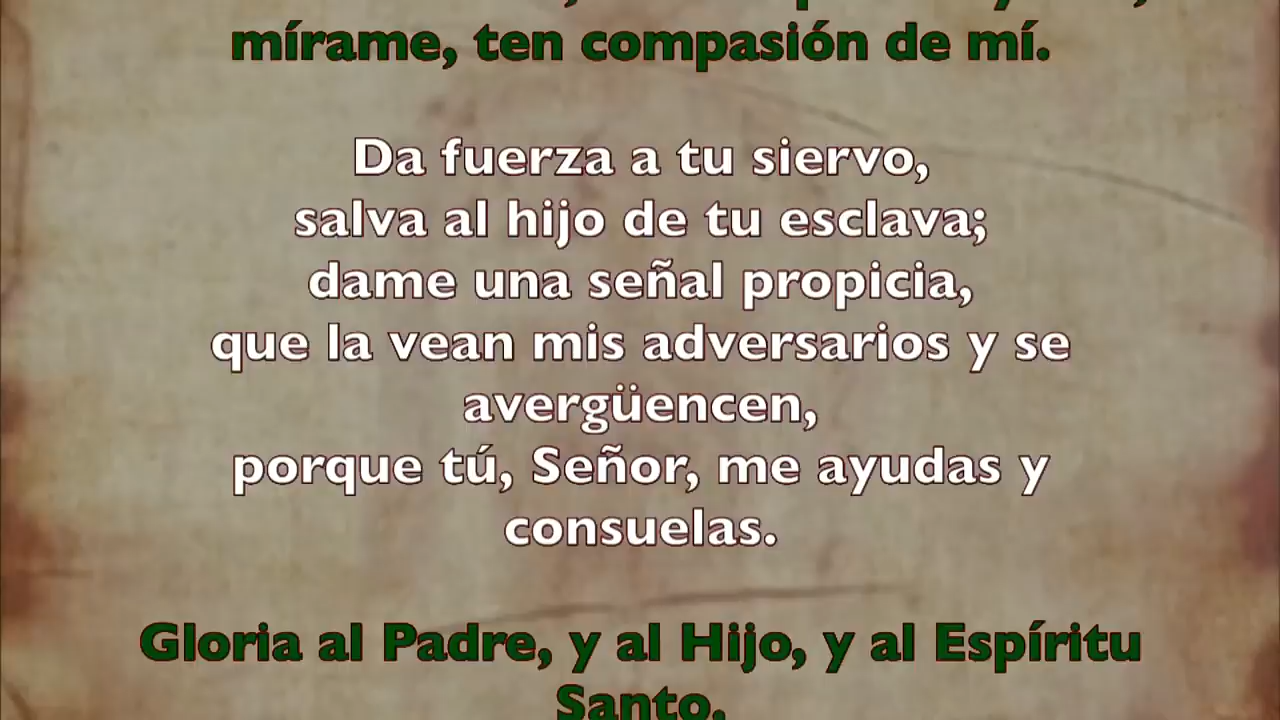 mírame, ten compasión de mí.
Da fuerza a tu siervo,
salva al hijo de tu esclava;
dame una señal propicia,
que la vean mis adversarios y se
avergüencen,
porque tú, Señor, me ayudas y
consuelas.
Gloria al Padre, y al Hijo, y al Espíritu
Santo.